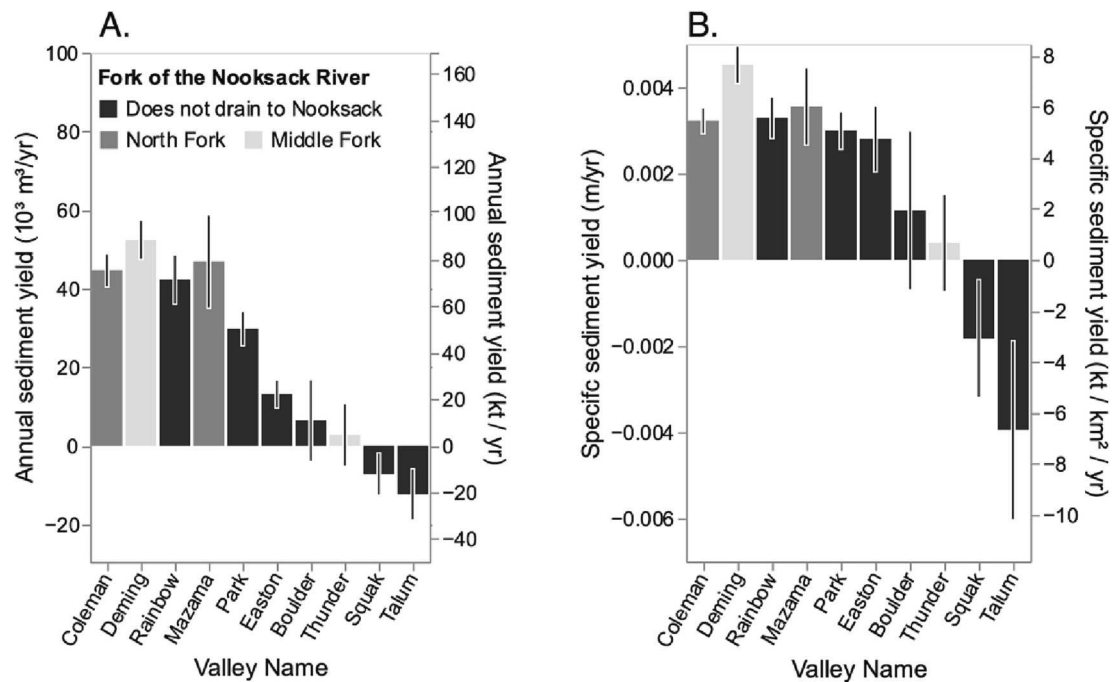 A.
Annual sediment yield (10³ m³/yr)
100
80
60
40
20
0
−20
Fork of the Nooksack River
Does not drain to Nooksack
North Fork Middle Fork
160
140
120
100
80
60
40
20
0
−20
−40
Annual sediment yield (kt / yr)
Coleman
Deming
Rainbow
Mazama
Park
Easton
Boulder
Thunder
Squak
Talum
Valley Name
B.
Specifc sediment yield (m/yr)
0.004
0.002
0.000
−0.002
−0.004
−0.006
8
6
4
2
0
−2
−4
−6
−8
−10
Specific sediment yield (kt / km² / yr)
Coleman
Deming
Rainbow
Mazama
Park
Easton
Boulder
Thunder
Squak
Talum
Valley Name